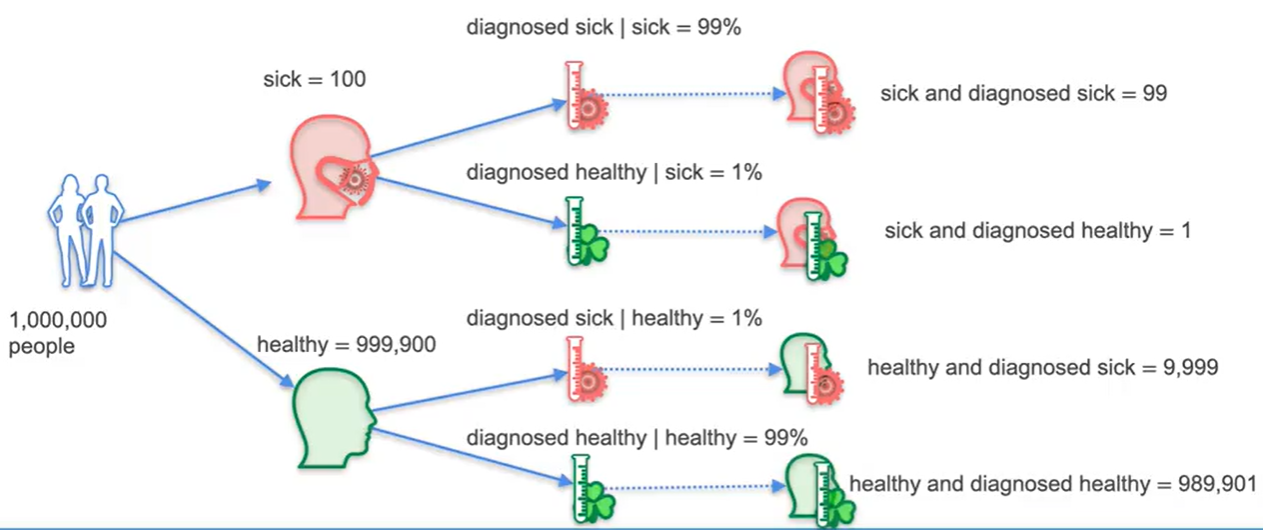 diagnosed sick | sick = 99%
sick = 100
sick and diagnosed sick = 99
diagnosed healthy | sick = 1%
sick and diagnosed healthy = 1
1,000,000
people
healthy = 999,900
diagnosed sick | healthy = 1%
healthy and diagnosed sick = 9,999
diagnosed healthy | healthy = 99%
healthy and diagnosed healthy = 989,901